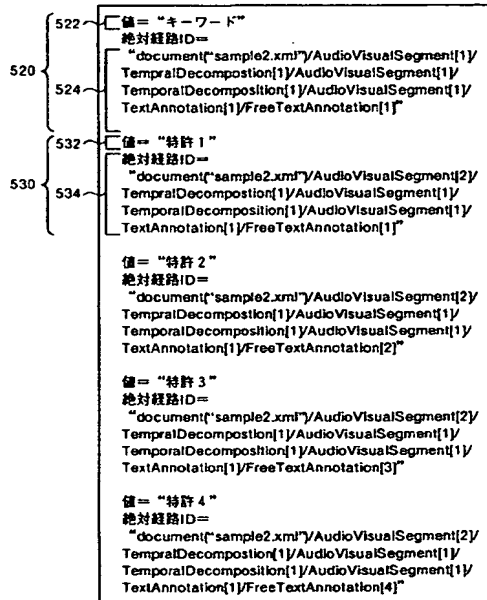 522 値= “キーワード”
絶対経路ID=
520 “document(“sample2.xml”)/AudioVisualSegment[1]/
524 TempralDecompostion[1]/AudioVisualSegment[1]/
TemporalDecomposition[1]/AudioVisualSegment[1]/
TextAnnotation[1]/FreeTextAnnotation[1]”
532 値= “特許1”
絶対経路ID=
“document(“sample2.xml”)/AudioVisualSegment[2]/
530 534 TempralDecompostion[1]/AudioVisualSegment[1]/
TemporalDecomposition[1]/AudioVisualSegment[1]/
TextAnnotation[1]/FreeTextAnnotation[1]”
値= “特許2”
絶対経路ID=
“document(“sample2.xml”)/AudioVisualSegment[2]/
TempralDecompostion[1]/AudioVisualSegment[1]/
TemporalDecomposition[1]/AudioVisualSegment[1]/
TextAnnotation[1]/FreeTextAnnotation[2]”
値= “特許3”
絶対経路ID=
“document(“sample2.xml”)/AudioVisualSegment[2]/
TempralDecompostion[1]/AudioVisualSegment[1]/
TemporalDecomposition[1]/AudioVisualSegment[1]/
TextAnnotation[1]/FreeTextAnnotation[3]”
値= “特許4”
絶対経路ID=
“document(“sample2.xml”)/AudioVisualSegment[2]/
TempralDecompostion[1]/AudioVisualSegment[1]/
TemporalDecomposition[1]/AudioVisualSegment[1]/
TextAnnotation[1]/FreeTextAnnotation[4]”